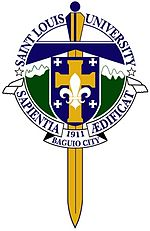 SAINT LOUIS UNIVERSITY
SAPIENTIA ÆDIFICAT
1911
BAGUIO CITY